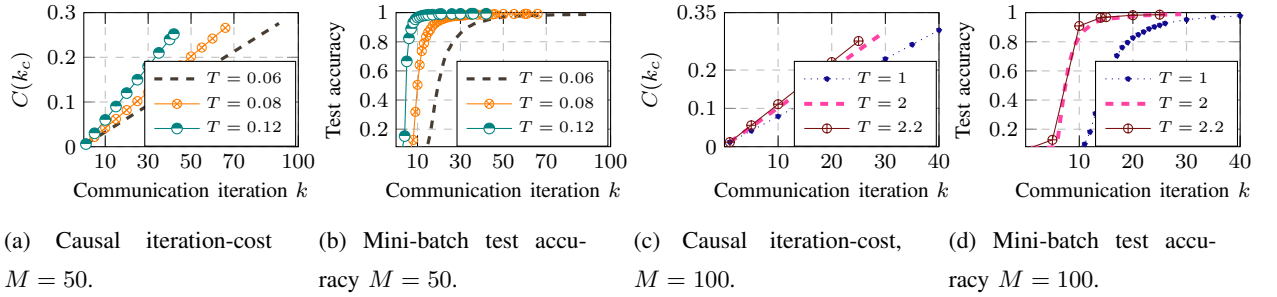 0.3
0.2
0.1
0
C(k_c)
10 30 50 70 100
T = 0.06
T = 0.08
T = 0.12
Communication iteration k
1
0.8
0.6
0.4
0.2
Test accuracy
10 30 50 70 100
T = 0.06
T = 0.08
T = 0.12
Communication iteration k
0.35
0.2
0.1
0
C(k_c)
0 10 20 30 40
T = 1
T = 2
T = 2.2
Communication iteration k
1
0.8
0.6
0.4
0.2
Test accuracy
10 20 30 40
T = 1
T = 2
T = 2.2
Communication iteration k
(a) Causal iteration-cost
M = 50.
(b) Mini-batch test accu-
racy M = 50.
(c) Causal iteration-cost,
M = 100.
(d) Mini-batch test accu-
racy M = 100.